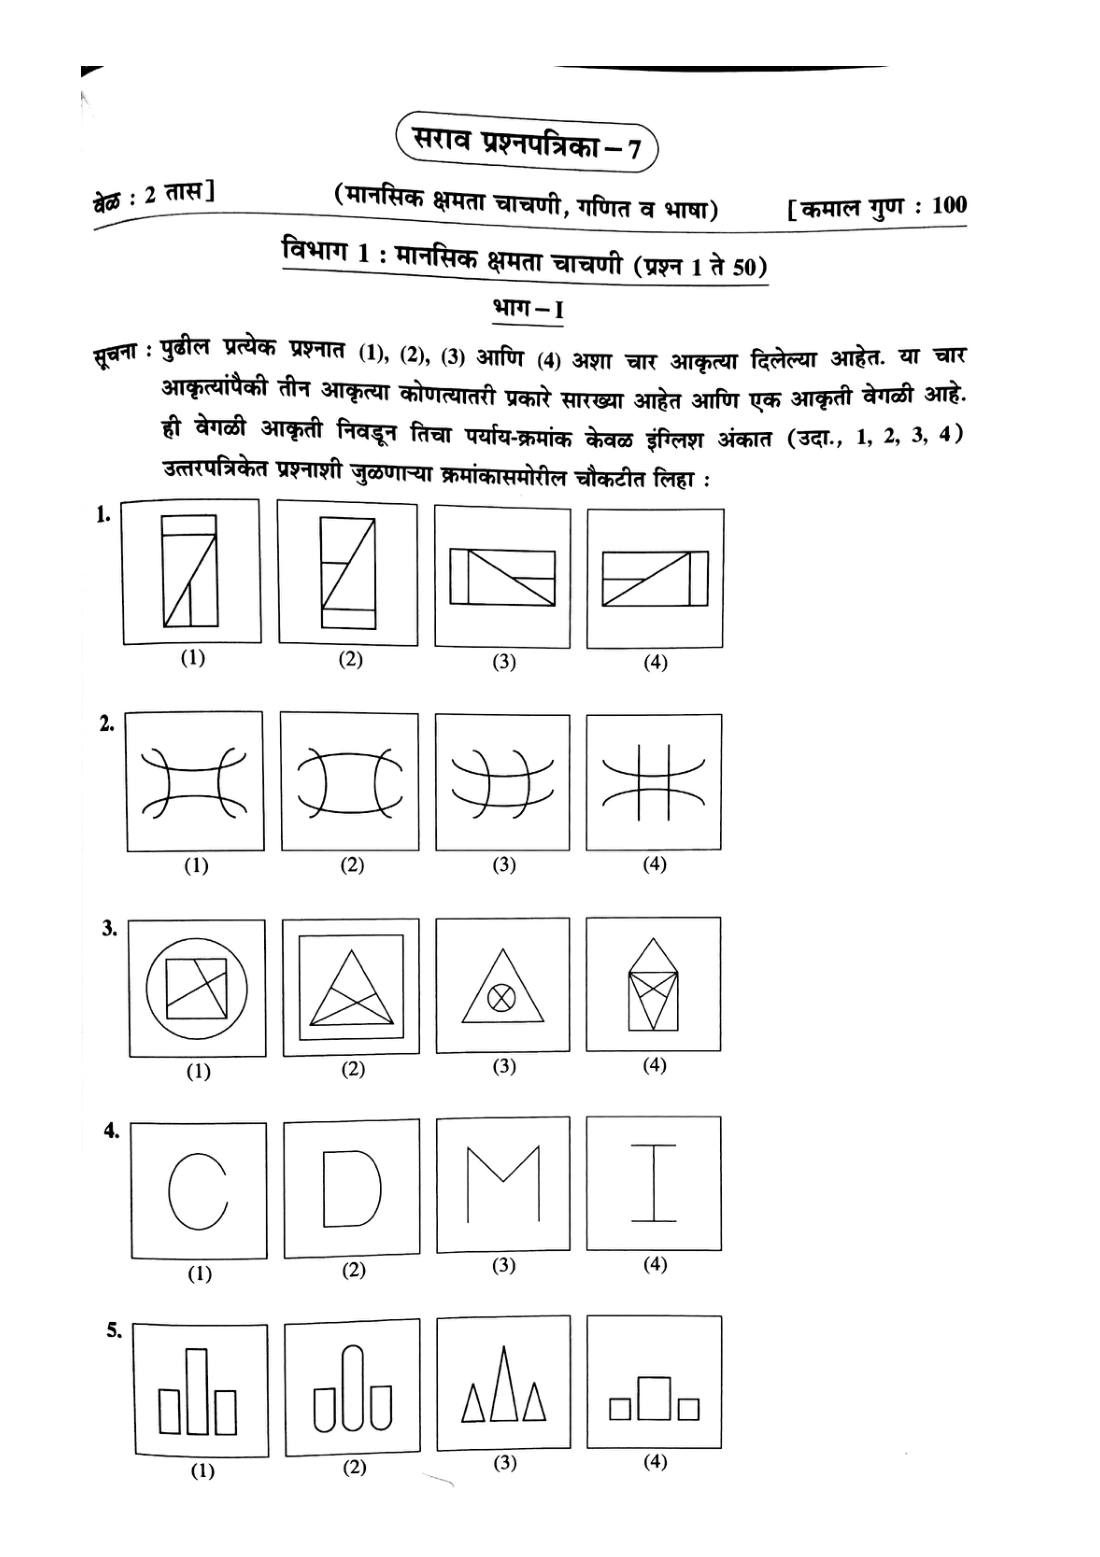 सराव प्रश्नपत्रिका – 7
वेळ : 2 तास] (मानसिक क्षमता चाचणी, गणित व भाषा) [कमाल गुण : 100
विभाग 1 : मानसिक क्षमता चाचणी (प्रश्न 1 ते 50)
भाग – I
सूचना : पुढील प्रत्येक प्रश्नात (1), (2), (3) आणि (4) अशा चार आकृत्या दिलेल्या आहेत. या चार
आकृत्यांपैकी तीन आकृत्या कोणत्यातरी प्रकारे सारख्या आहेत आणि एक आकृती वेगळी आहे.
ही वेगळी आकृती निवडून तिचा पर्याय-क्रमांक केवळ इंग्लिश अंकात (उदा., 1, 2, 3, 4)
उत्तरपत्रिकेत प्रश्नाशी जुळणाऱ्या क्रमांकासमोरील चौकटीत लिहा :
1.
(1) (2) (3) (4)
2.
(1) (2) (3) (4)
3.
(1) (2) (3) (4)
4.
C D M I
(1) (2) (3) (4)
5.
(1) (2) (3) (4)